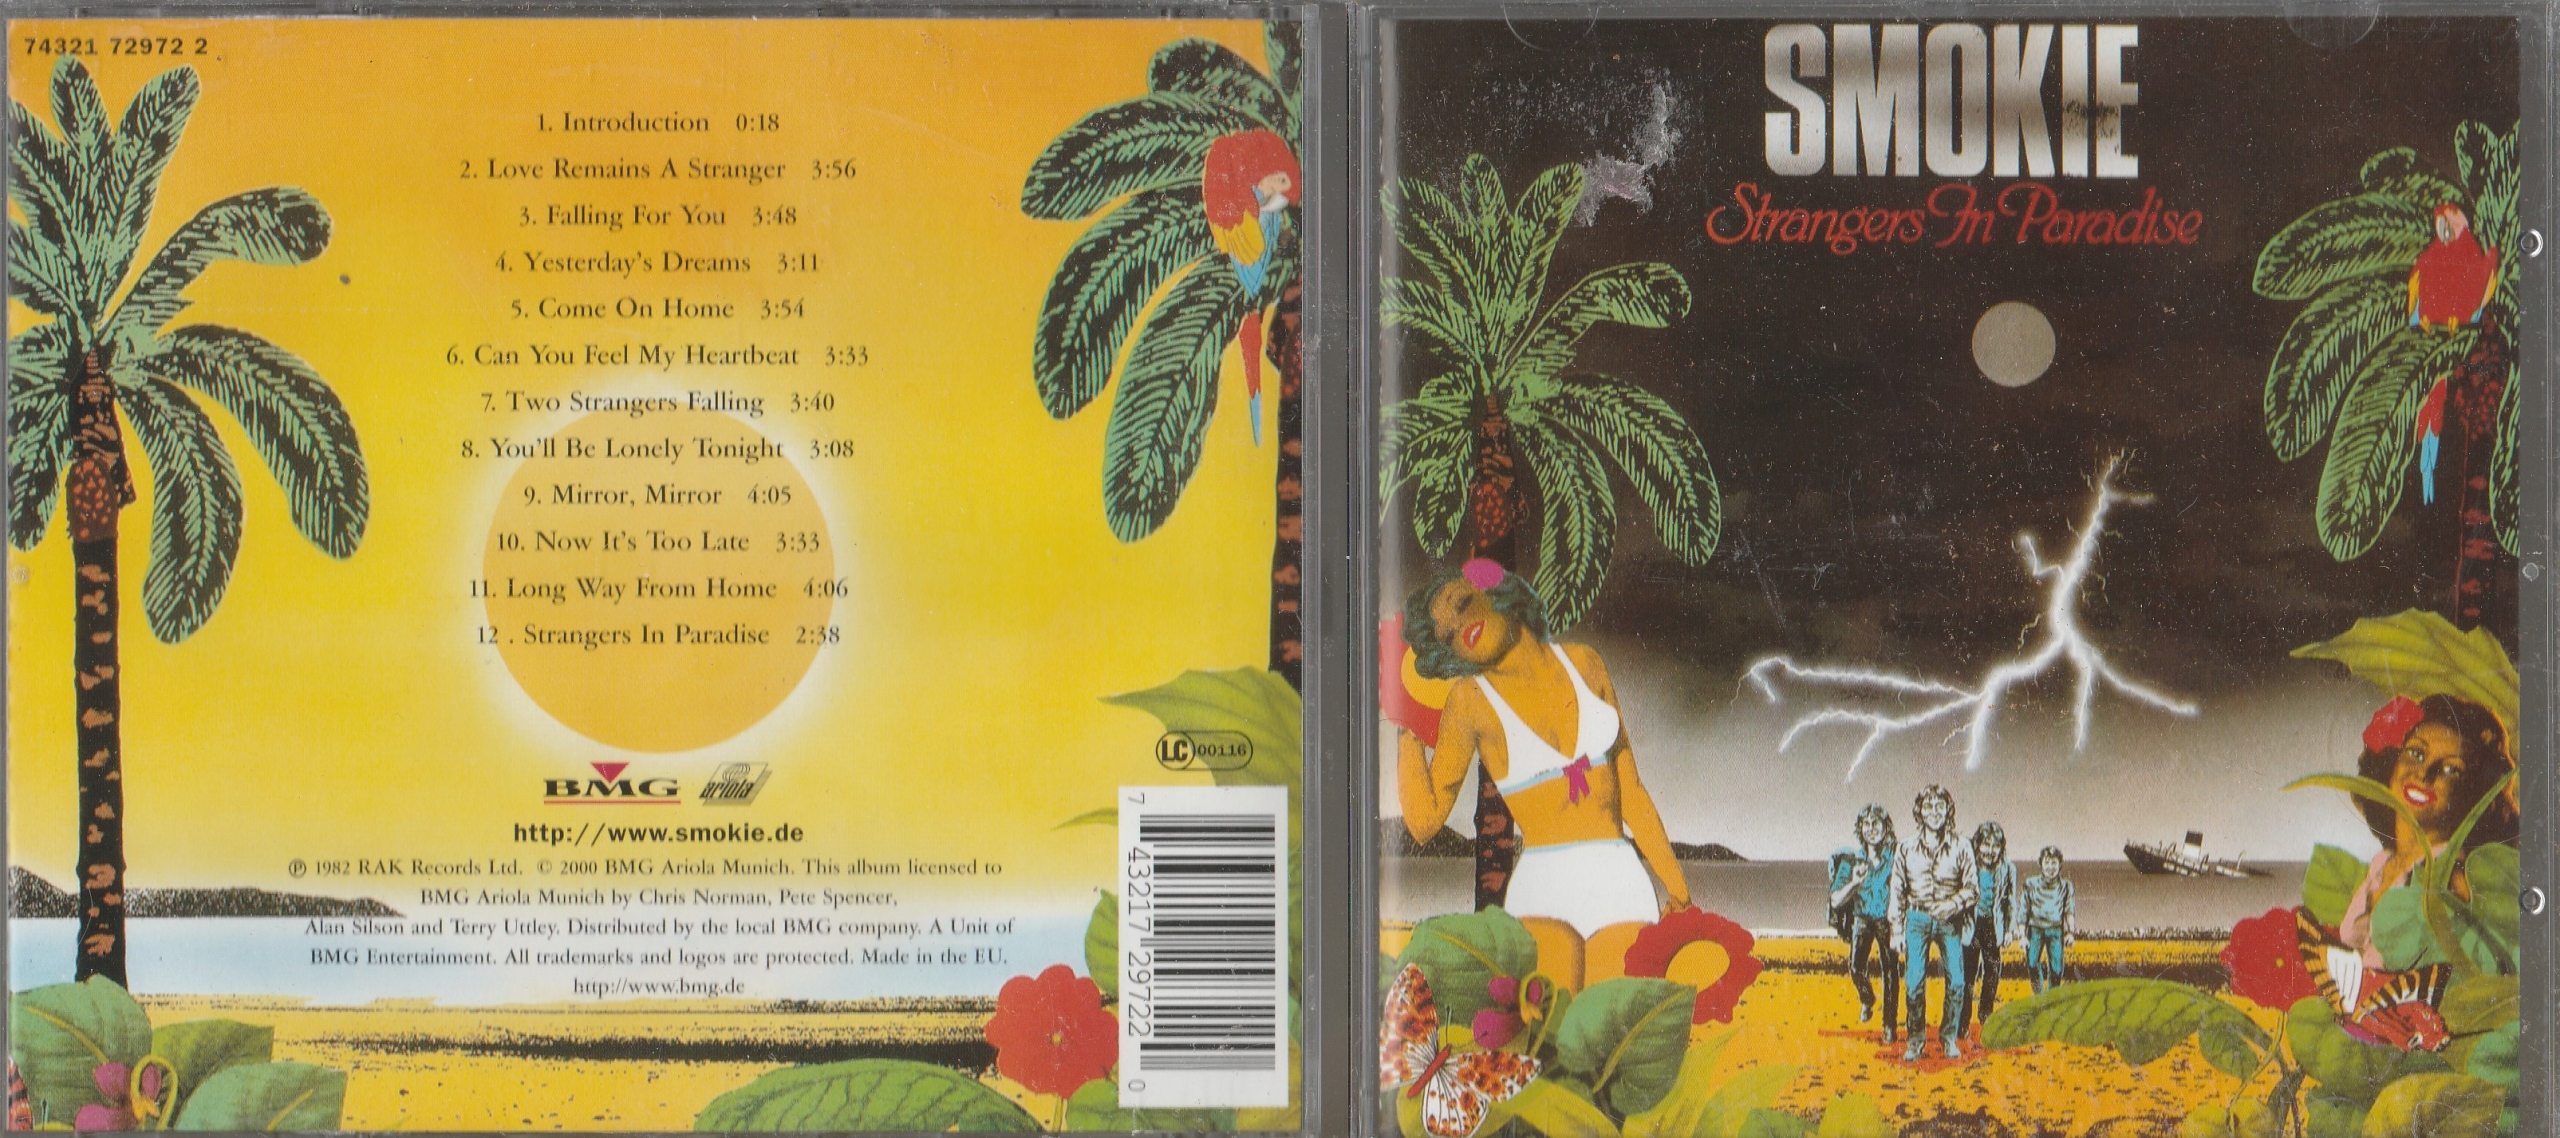 74321 72972 2
1. Introduction 0:18
2. Love Remains A Stranger 3:56
3. Falling For You 3:48
4. Yesterday's Dreams 3:11
5. Come On Home 3:54
6. Can You Feel My Heartbeat 3:33
7. Two Strangers Falling 3:40
8. You'll Be Lonely Tonight 3:08
9. Mirror, Mirror 4:05
10. Now It's Too Late 3:33
11. Long Way From Home 4:06
12 . Strangers In Paradise 2:38
LC 00116
BMG ariola
http://www.smokie.de
℗ 1982 RAK Records Ltd. © 2000 BMG Ariola Munich. This album licensed to
BMG Ariola Munich by Chris Norman, Pete Spencer,
Alan Silson and Terry Uttley. Distributed by the local BMG company. A Unit of
BMG Entertainment. All trademarks and logos are protected. Made in the EU.
http://www.bmg.de
7 43217 29722 0
SMOKIE
Strangers In Paradise